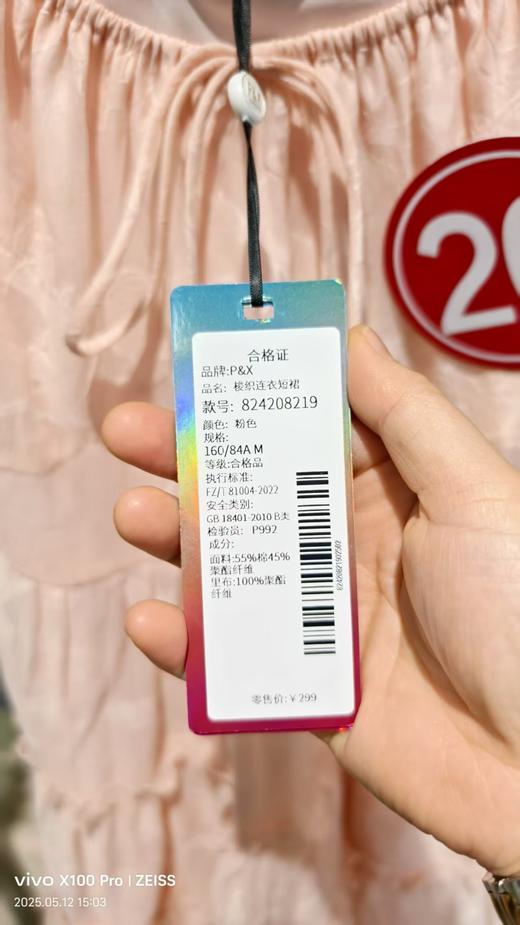 合格证
品牌:P&X
品名: 梭织连衣短裙
款号: 824208219
颜色: 粉色
规格:
160/84A M
等级:合格品
执行标准:
FZ/T 81004-2022
安全类别:
GB 18401-2010 B类
检验员: P992
成分:
面料:55%棉45%
聚酯纤维
里布:100%聚酯
纤维
零售价:¥299
vivo X100 Pro | ZEISS
2025.05.12 15:03